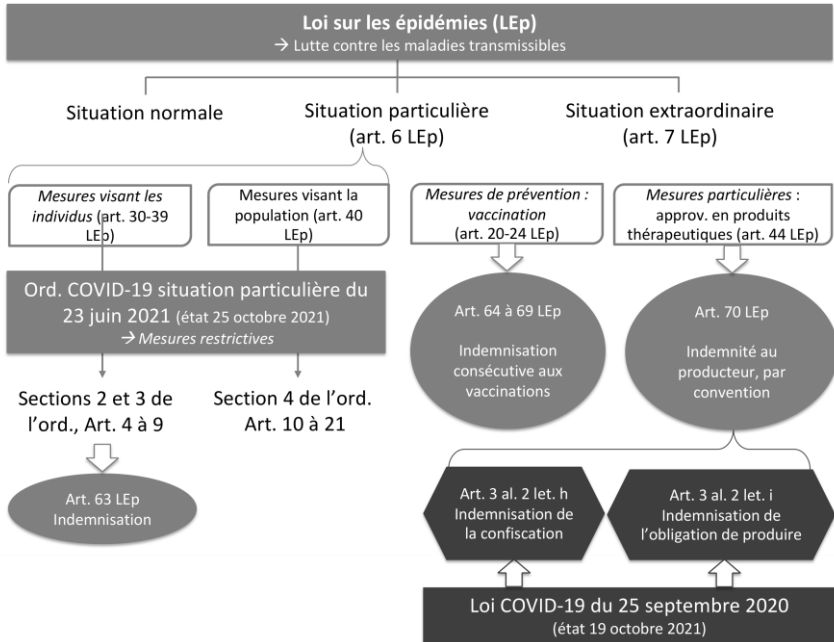 Loi sur les épidémies (LEp)
→ Lutte contre les maladies transmissibles
Situation normale
Situation particulière
(art. 6 LEp)
Situation extraordinaire
(art. 7 LEp)
Mesures visant les
individus (art. 30-39
LEp)
Mesures visant la
population (art. 40
LEp)
Mesures de prévention :
vaccination
(art. 20-24 LEp)
Mesures particulières :
approv. en produits
thérapeutiques (art. 44 LEp)
Ord. COVID-19 situation particulière du
23 juin 2021 (état 25 octobre 2021)
→ Mesures restrictives
Art. 64 à 69 LEp
Indemnisation
consécutive aux
vaccinations
Art. 70 LEp
Indemnité au
producteur, par
convention
Sections 2 et 3 de
l'ord., Art. 4 à 9
Section 4 de l'ord.
Art. 10 à 21
Art. 63 LEp
Indemnisation
Art. 3 al. 2 let. h
Indemnisation de
la confiscation
Art. 3 al. 2 let. i
Indemnisation de
l'obligation de produire
Loi COVID-19 du 25 septembre 2020
(état 19 octobre 2021)